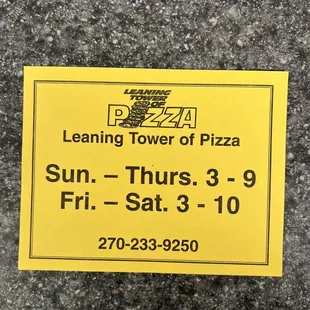 LEANING
TOWER
OF
PIZZA
Leaning Tower of Pizza
Sun. – Thurs. 3 - 9
Fri. – Sat. 3 - 10
270-233-9250